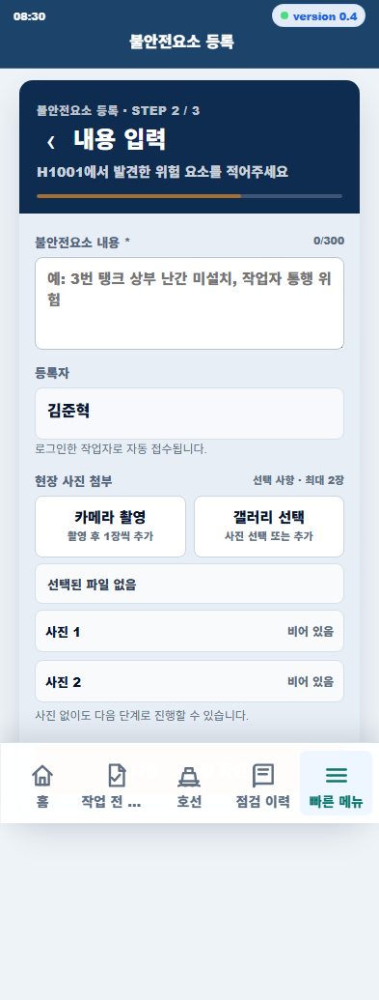 08:30
version 0.4
불안전요소 등록
불안전요소 등록 · STEP 2 / 3
‹ 내용 입력
H1001에서 발견한 위험 요소를 적어주세요
불안전요소 내용 *
0/300
예: 3번 탱크 상부 난간 미설치, 작업자 통행 위
험
등록자
김준혁
로그인한 작업자로 자동 접수됩니다.
현장 사진 첨부
선택 사항 · 최대 2장
카메라 촬영
촬영 후 1장씩 추가
갤러리 선택
사진 선택 또는 추가
선택된 파일 없음
사진 1
비어 있음
사진 2
비어 있음
사진 없이도 다음 단계로 진행할 수 있습니다.
홈
작업 전 ...
호선
점검 이력
빠른 메뉴